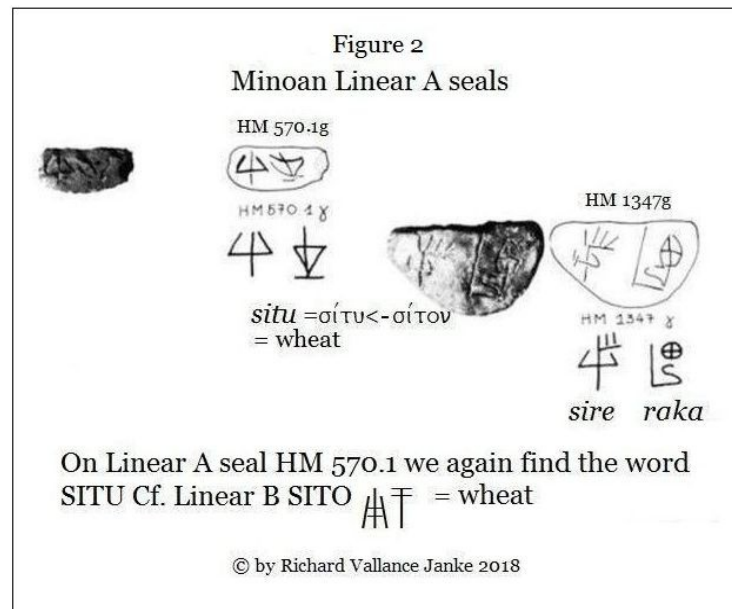 Figure 2
Minoan Linear A seals
HM 570.1g
HM 570.1 γ
situ =σίτυ<-σίτον
= wheat
HM 1347g
HM 1347 γ
sire raka
On Linear A seal HM 570.1 we again find the word
SITU Cf. Linear B SITO = wheat
© by Richard Vallance Janke 2018